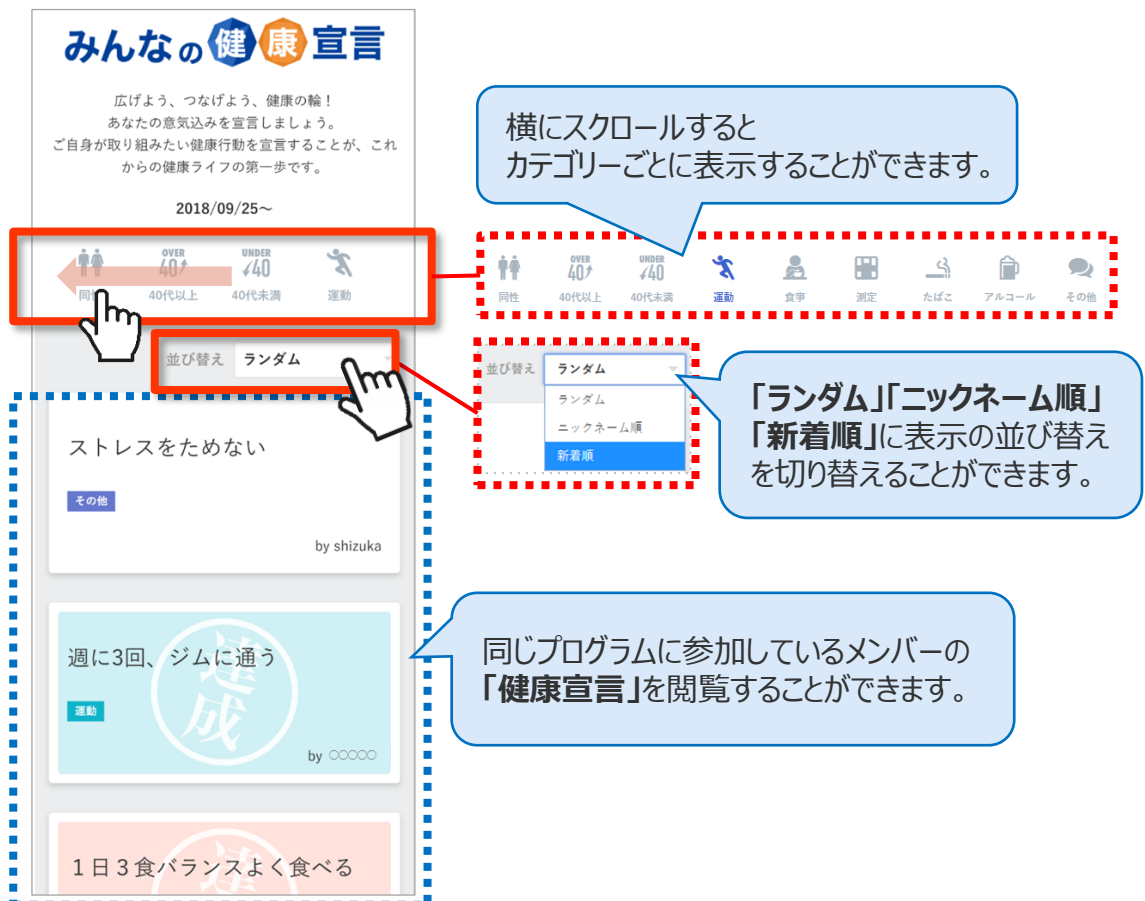 みんなの健康宣言
広げよう、つなげよう、健康の輪！
あなたの意気込みを宣言しましょう。
ご自身が取り組みたい健康行動を宣言することが、これ
からの健康ライフの第一歩です。
2018/09/25～
OVER 40 UNDER 40
同性 40代以上 40代未満 運動
並び替え ランダム
ストレスをためない
その他
by shizuka
週に3回、ジムに通う
達成
運動
by ○○○○○
１日３食バランスよく食べる
達
横にスクロールすると
カテゴリーごとに表示することができます。
OVER 40 UNDER 40
同性 40代以上 40代未満 運動 食事 測定 たばこ アルコール その他
並び替え ランダム
ランダム
ニックネーム順
新着順
「ランダム」「ニックネーム順」
「新着順」に表示の並び替え
を切り替えることができます。
同じプログラムに参加しているメンバーの
「健康宣言」を閲覧することができます。